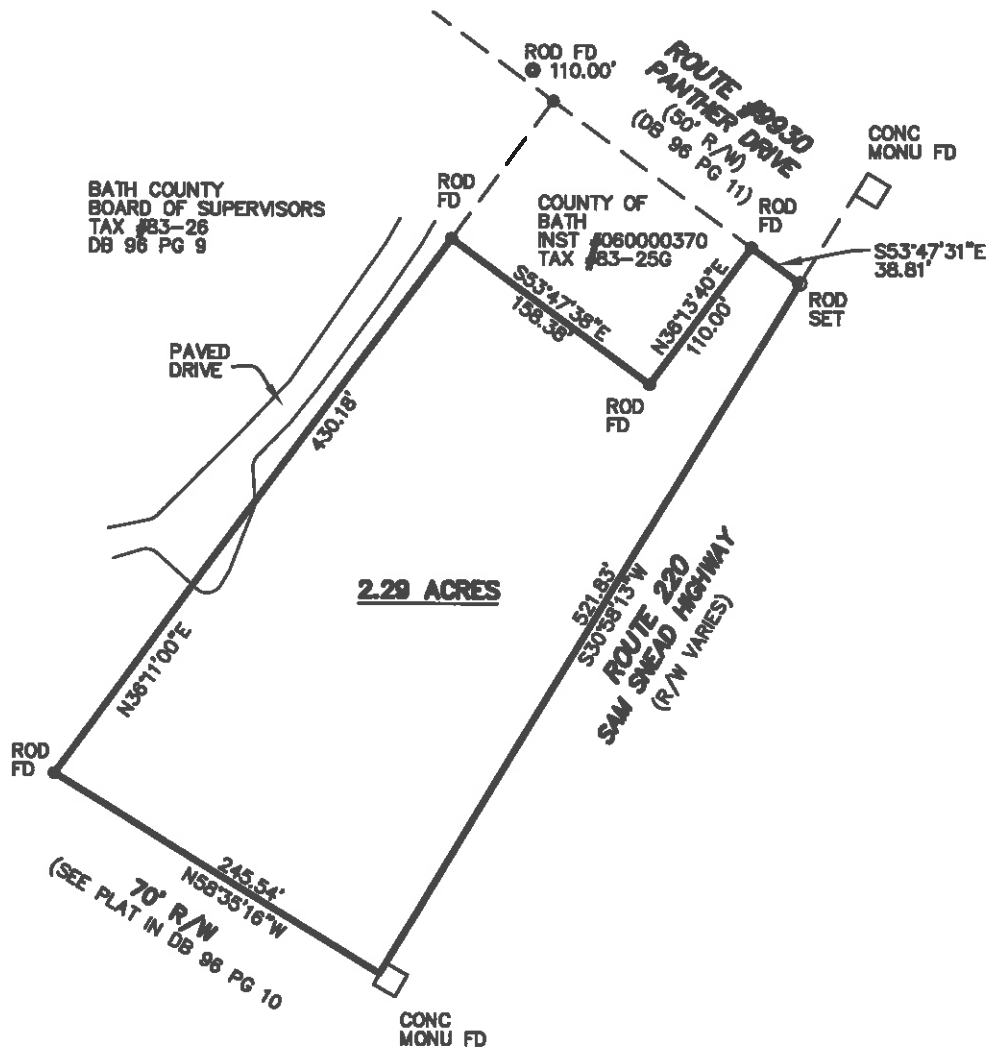 ROD FD
110.00'
ROUTE #9930
PANTHER DRIVE
(50' R/W)
(DB 96 PG 11)
CONC
MONU FD
BATH COUNTY
BOARD OF SUPERVISORS
TAX #83-26
DB 96 PG 9
ROD
FD
COUNTY OF
BATH
INST #060000370
TAX #83-25G
ROD
FD
S53°47'31"E
38.81'
ROD
SET
S53°47'38"E
158.38'
N36°13'40"E
110.00'
ROD
FD
PAVED
DRIVE
430.18'
N36°11'00"E
2.29 ACRES
521.83'
S30°58'13"W
ROUTE 220
SAM SNEAD HIGHWAY
(R/W VARIES)
ROD
FD
245.54'
N58°35'16"W
70' R/W
(SEE PLAT IN DB 96 PG 10
CONC
MONU FD